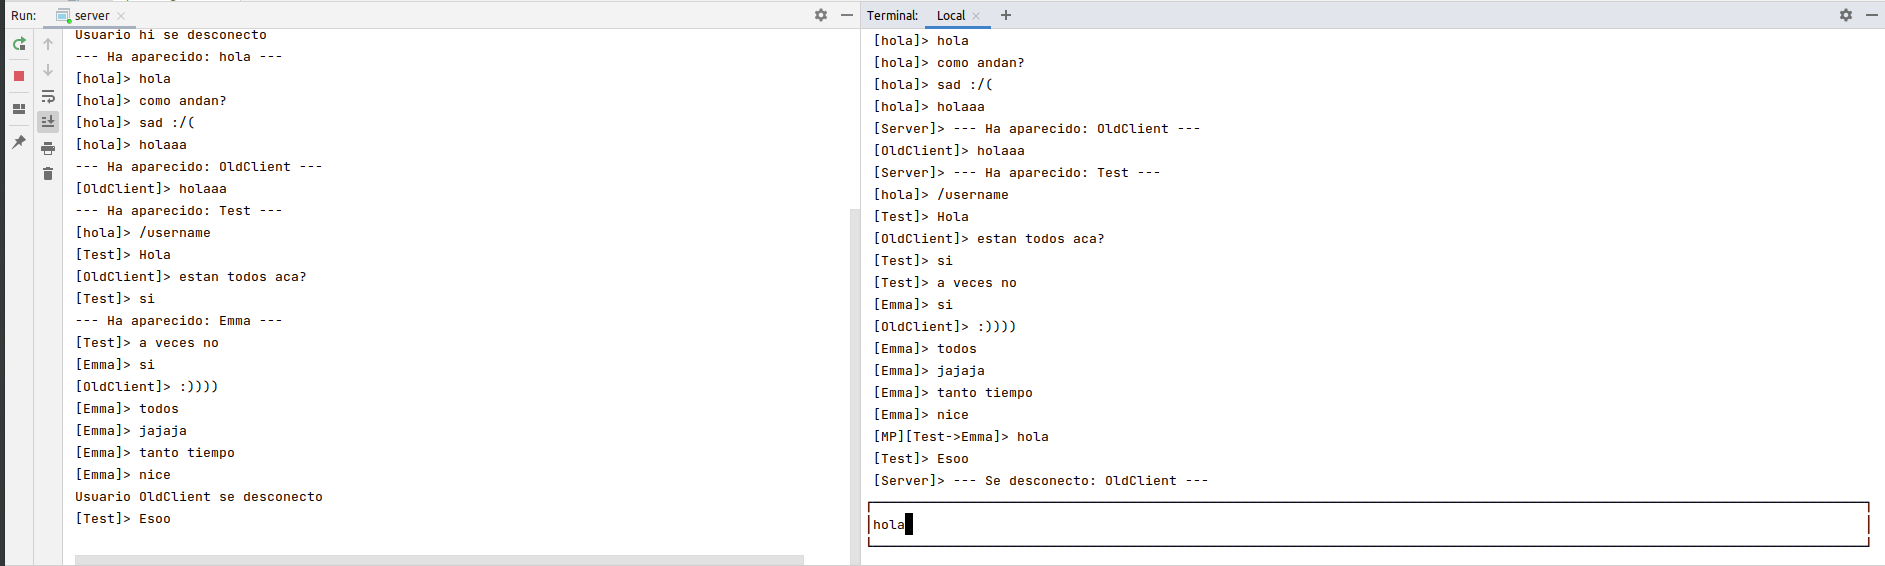 Run: server
Usuario hi se desconecto
--- Ha aparecido: hola ---
[hola]> hola
[hola]> como andan?
[hola]> sad :/(
[hola]> holaaa
--- Ha aparecido: OldClient ---
[OldClient]> holaaa
--- Ha aparecido: Test ---
[hola]> /username
[Test]> Hola
[OldClient]> estan todos aca?
[Test]> si
--- Ha aparecido: Emma ---
[Test]> a veces no
[Emma]> si
[OldClient]> :))))
[Emma]> todos
[Emma]> jajaja
[Emma]> tanto tiempo
[Emma]> nice
Usuario OldClient se desconecto
[Test]> Esoo
Terminal: Local
[hola]> hola
[hola]> como andan?
[hola]> sad :/(
[hola]> holaaa
[Server]> --- Ha aparecido: OldClient ---
[OldClient]> holaaa
[Server]> --- Ha aparecido: Test ---
[hola]> /username
[Test]> Hola
[OldClient]> estan todos aca?
[Test]> si
[Test]> a veces no
[Emma]> si
[OldClient]> :))))
[Emma]> todos
[Emma]> jajaja
[Emma]> tanto tiempo
[Emma]> nice
[MP][Test->Emma]> hola
[Test]> Esoo
[Server]> --- Se desconecto: OldClient ---
hola